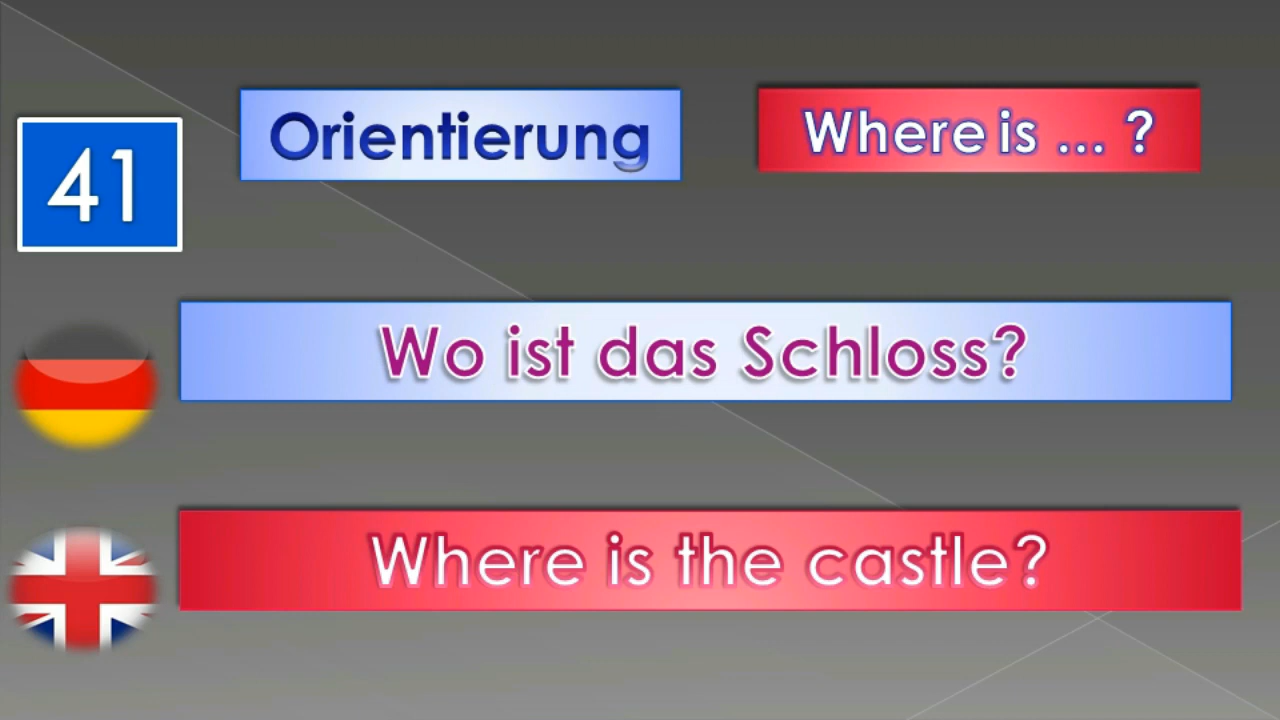 Orientierung
Where is ... ?
41
Wo ist das Schloss?
Where is the castle?